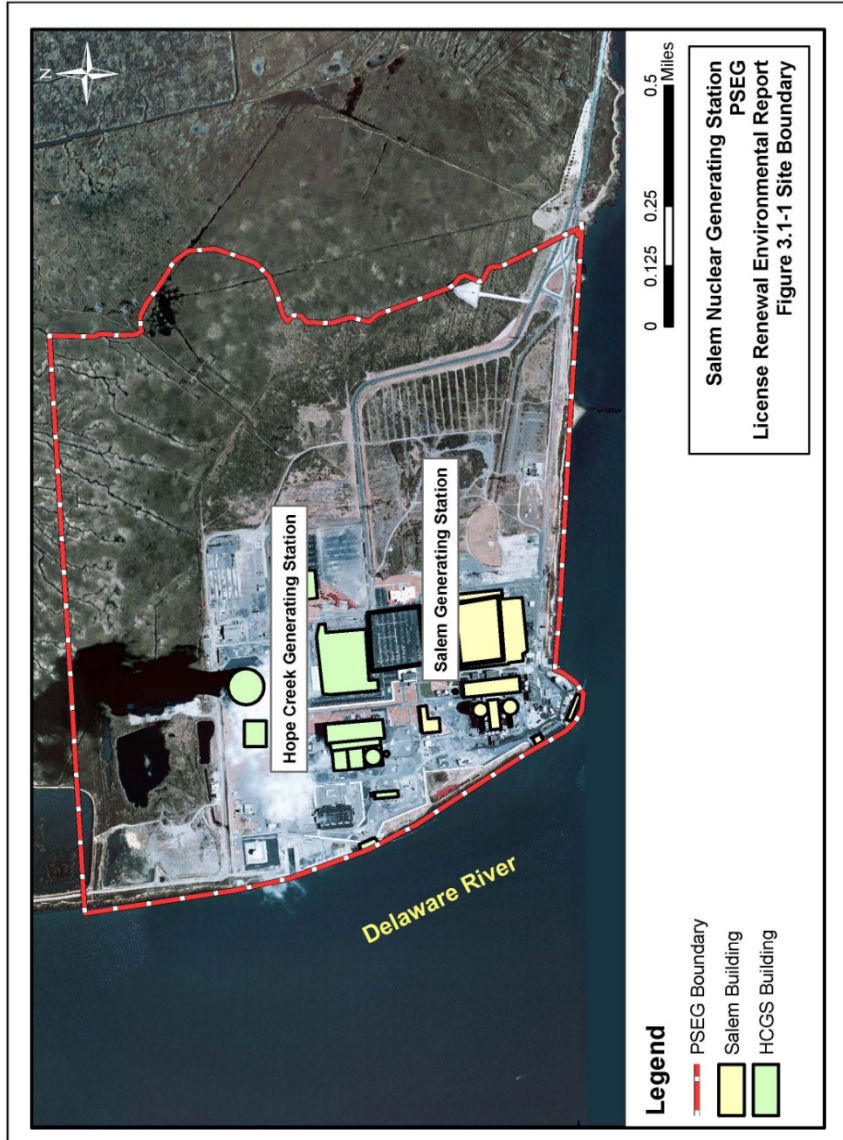 N
Hope Creek Generating Station
Salem Generating Station
Delaware River
Legend
PSEG Boundary
Salem Building
HCGS Building
0 0.125 0.25 0.5
Miles
Salem Nuclear Generating Station
PSEG
License Renewal Environmental Report
Figure 3.1-1 Site Boundary